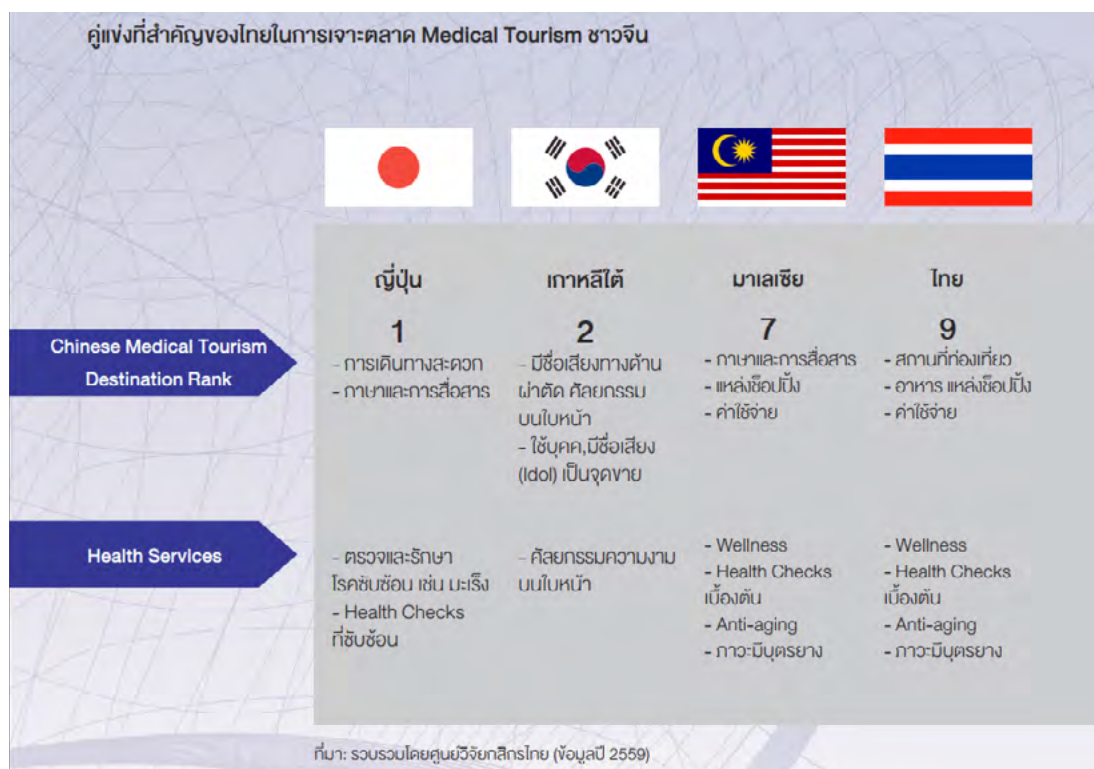 คู่แข่งที่สำคัญของไทยในการเจาะตลาด Medical Tourism ชาวจีน
ญี่ปุ่น
เกาหลีใต้
มาเลเซีย
ไทย
Chinese Medical Tourism
Destination Rank
1
- การเดินทางสะดวก
- ภาษาและการสื่อสาร
2
- มีชื่อเสียงทางด้าน
ผ่าตัด ศัลยกรรม
บนใบหน้า
- ใช้บุคค,มีชื่อเสียง
(Idol) เป็นจุดขาย
7
- ภาษาและการสื่อสาร
- แหล่งช็อปปิ้ง
- ค่าใช้จ่าย
9
- สถานที่ท่องเที่ยว
- อาหาร แหล่งช็อปปิ้ง
- ค่าใช้จ่าย
Health Services
- ตรวจและรักษา
โรคซับซ้อน เช่น มะเร็ง
- Health Checks
ที่ซับซ้อน
- ศัลยกรรมความงาม
บนใบหน้า
- Wellness
- Health Checks
เบื้องต้น
- Anti-aging
- ภาวะมีบุตรยาง
- Wellness
- Health Checks
เบื้องต้น
- Anti-aging
- ภาวะมีบุตรยาง
ที่มา: รวบรวมโดยศูนย์วิจัยกสิกรไทย (ข้อมูลปี 2559)